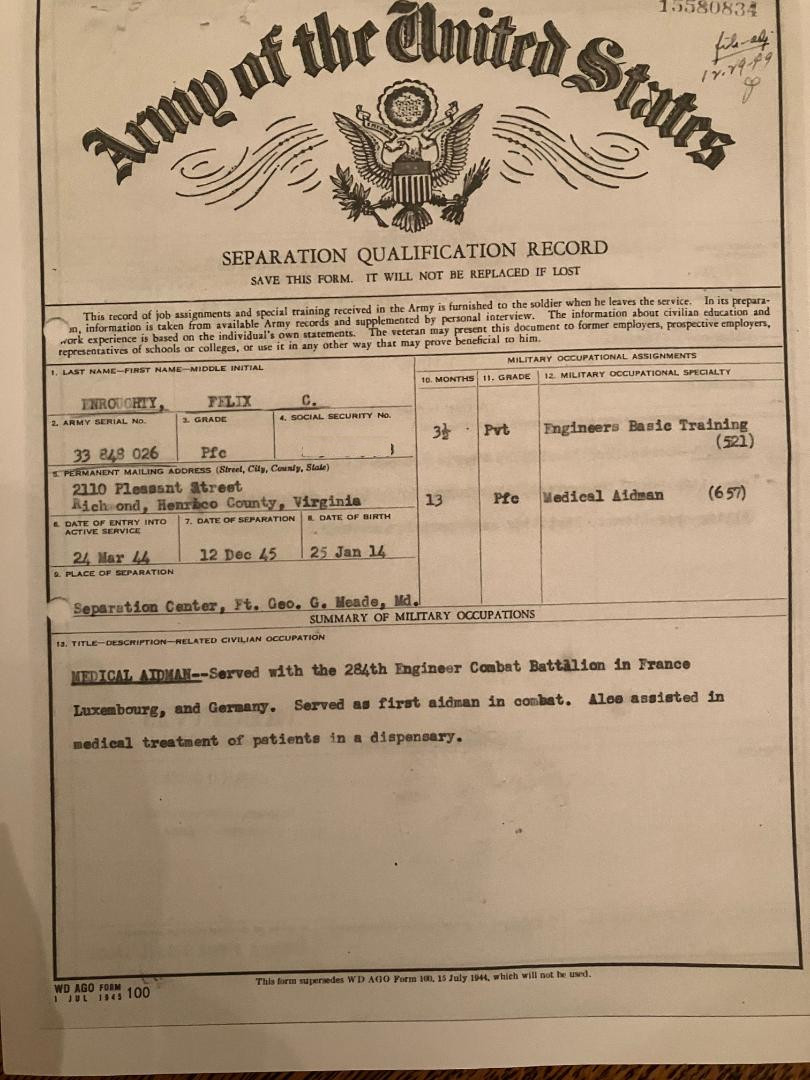 15580834
12-29-49
Army of the United States
SEPARATION QUALIFICATION RECORD
SAVE THIS FORM. IT WILL NOT BE REPLACED IF LOST
This record of job assignments and special training received in the Army is furnished to the soldier when he leaves the service. In its prepara-
n, information is taken from available Army records and supplemented by personal interview. The information about civilian education and
work experience is based on the individual's own statements. The veteran may present this document to former employers, prospective employers,
representatives of schools or colleges, or use it in any other way that may prove beneficial to him.
1. LAST NAME—FIRST NAME—MIDDLE INITIAL
ENROUGHTY, FELIX C.
2. ARMY SERIAL No. 3. GRADE 4. SOCIAL SECURITY No.
33 848 026 Pfc
5. PERMANENT MAILING ADDRESS (Street, City, County, State)
2110 Pleasant Street
Richmond, Henrico County, Virginia
6. DATE OF ENTRY INTO ACTIVE SERVICE 7. DATE OF SEPARATION 8. DATE OF BIRTH
24 Mar 44 12 Dec 45 25 Jan 14
9. PLACE OF SEPARATION
Separation Center, Ft. Geo. G. Meade, Md.
MILITARY OCCUPATIONAL ASSIGNMENTS
10. MONTHS 11. GRADE 12. MILITARY OCCUPATIONAL SPECIALTY
3½ Pvt Engineers Basic Training
(521)
13 Pfc Medical Aidman (657)
SUMMARY OF MILITARY OCCUPATIONS
13. TITLE—DESCRIPTION—RELATED CIVILIAN OCCUPATION
MEDICAL AIDMAN--Served with the 284th Engineer Combat Battalion in France
Luxembourg, and Germany. Served as first aidman in combat. Also assisted in
medical treatment of patients in a dispensary.
WD AGO FORM 100
1 JUL 1945
This form supersedes WD AGO Form 100, 15 July 1944, which will not be used.